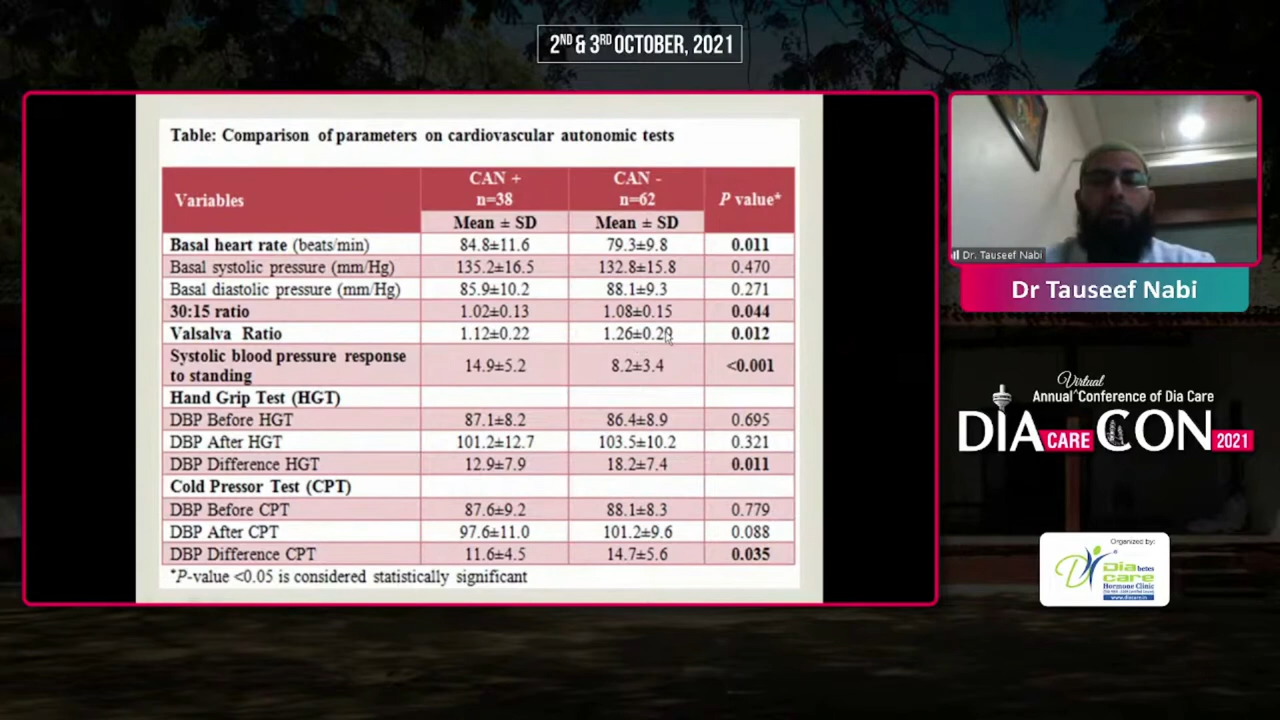 2ND & 3RD OCTOBER, 2021
Table: Comparison of parameters on cardiovascular autonomic tests
Variables CAN + n=38 CAN - n=62 P value*
Mean ± SD Mean ± SD
Basal heart rate (beats/min) 84.8±11.6 79.3±9.8 0.011
Basal systolic pressure (mm/Hg) 135.2±16.5 132.8±15.8 0.470
Basal diastolic pressure (mm/Hg) 85.9±10.2 88.1±9.3 0.271
30:15 ratio 1.02±0.13 1.08±0.15 0.044
Valsalva Ratio 1.12±0.22 0.012
Systolic blood pressure response
to standing 14.9±5.2 8.2±3.4 <0.001
Hand Grip Test (HGT)
DBP Before HGT 87.1±8.2 86.4±8.9 0.695
DBP After HGT 101.2±12.7 103.5±10.2 0.321
DBP Difference HGT 12.9±7.9 18.2±7.4 0.011
Cold Pressor Test (CPT)
DBP Before CPT 87.6±9.2 88.1±8.3 0.779
DBP After CPT 97.6±11.0 101.2±9.6 0.088
DBP Difference CPT 11.6±4.5 14.7±5.6 0.035
*P-value <0.05 is considered statistically significant
Dr. Tauseef Nabi
Dr Tauseef Nabi
Virtual
Annual ^ Conference of Dia Care
DIA CARE CON 2021
Organized by:
Diabetes
care
Hormone Clinic
www.diacare.in